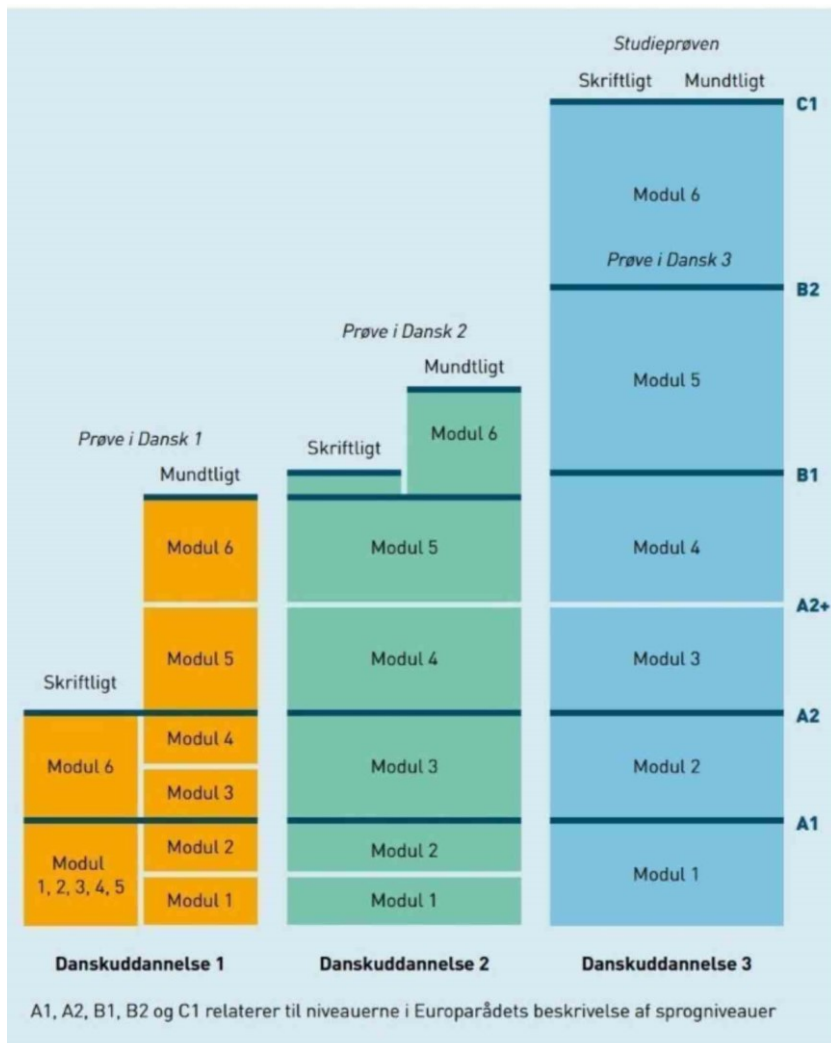 Studieprøven
Skriftligt Mundtligt
C1
Modul 6
Prøve i Dansk 3
B2
Prøve i Dansk 2
Mundtligt
Modul 5
Modul 6
Prøve i Dansk 1
Skriftligt
Mundtligt
B1
Modul 6
Modul 5
Modul 4
A2+
Modul 5
Modul 4
Modul 3
Skriftligt
A2
Modul 4
Modul 6
Modul 3
Modul 2
Modul 3
A1
Modul 2
Modul 2
Modul
1, 2, 3, 4, 5
Modul 1
Modul 1
Modul 1
Danskuddannelse 1
Danskuddannelse 2
Danskuddannelse 3
A1, A2, B1, B2 og C1 relaterer til niveauerne i Europarådets beskrivelse af sprogniveauer